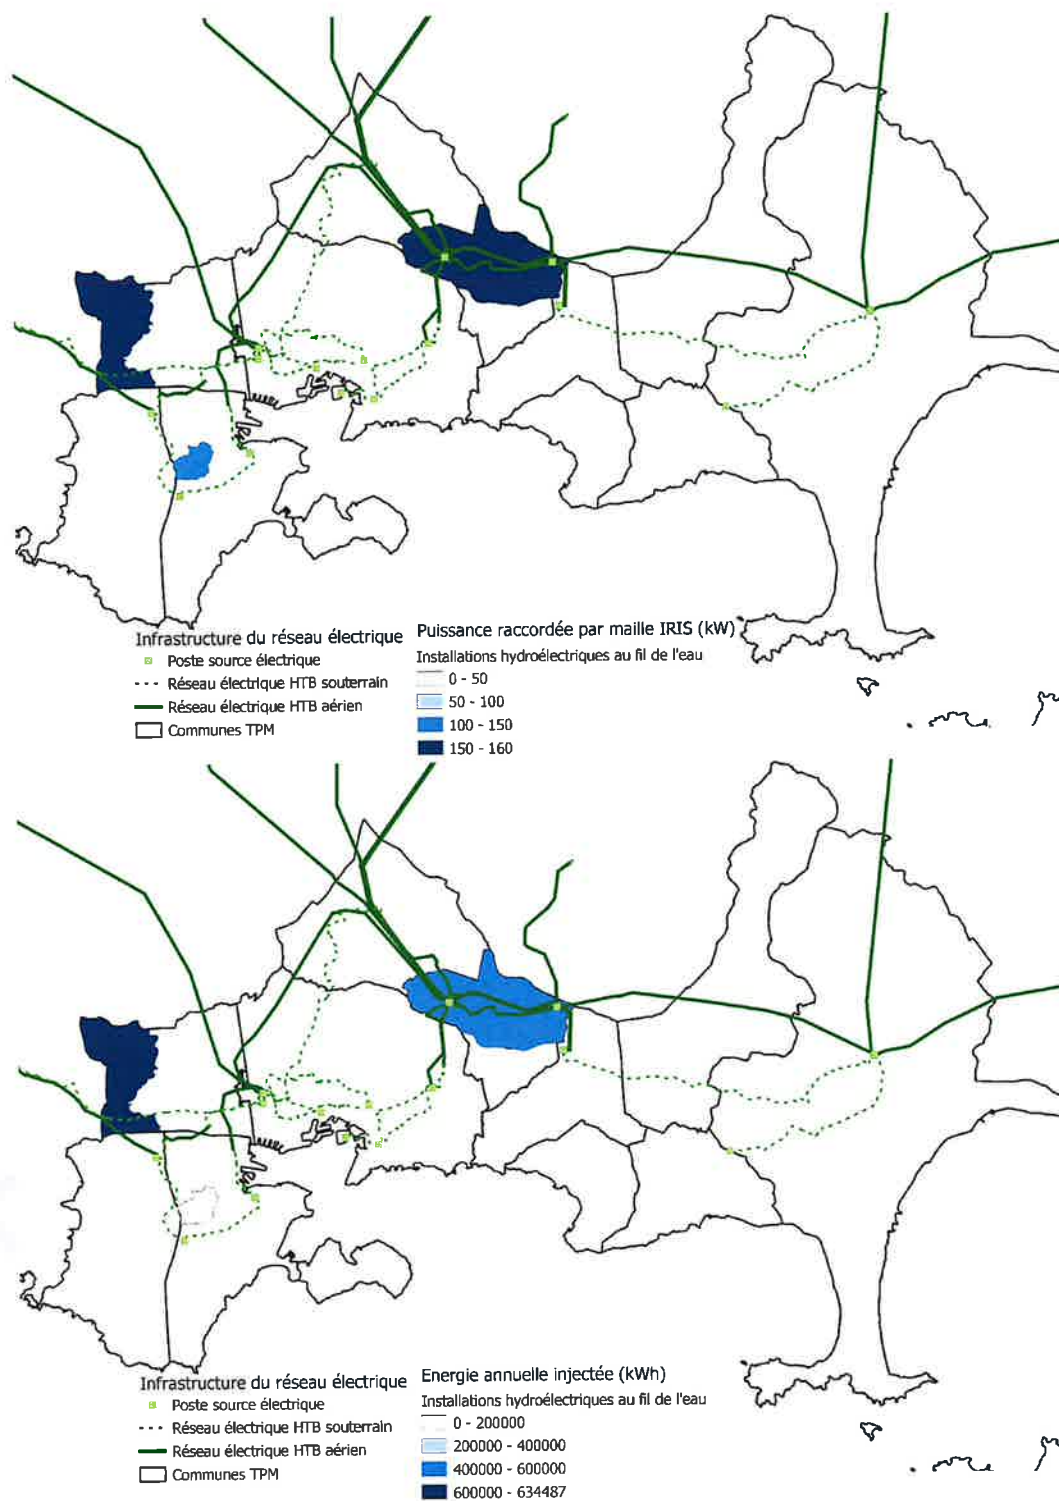 Infrastructure du réseau électrique
Poste source électrique
Réseau électrique HTB souterrain
Réseau électrique HTB aérien
Communes TPM
Puissance raccordée par maille IRIS (kW)
Installations hydroélectriques au fil de l'eau
0 - 50
50 - 100
100 - 150
150 - 160
Infrastructure du réseau électrique
Poste source électrique
Réseau électrique HTB souterrain
Réseau électrique HTB aérien
Communes TPM
Energie annuelle injectée (kWh)
Installations hydroélectriques au fil de l'eau
0 - 200000
200000 - 400000
400000 - 600000
600000 - 634487